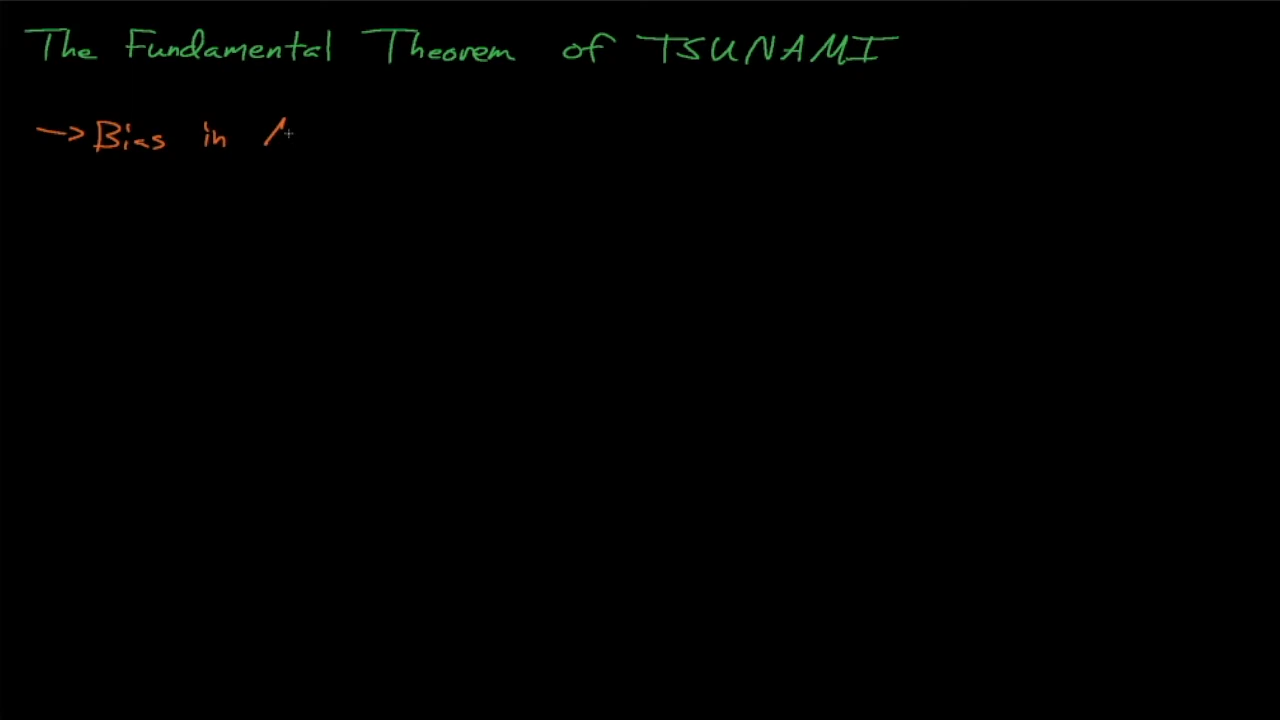 The Fundamental Theorem of TSUNAMI
→ Bias in